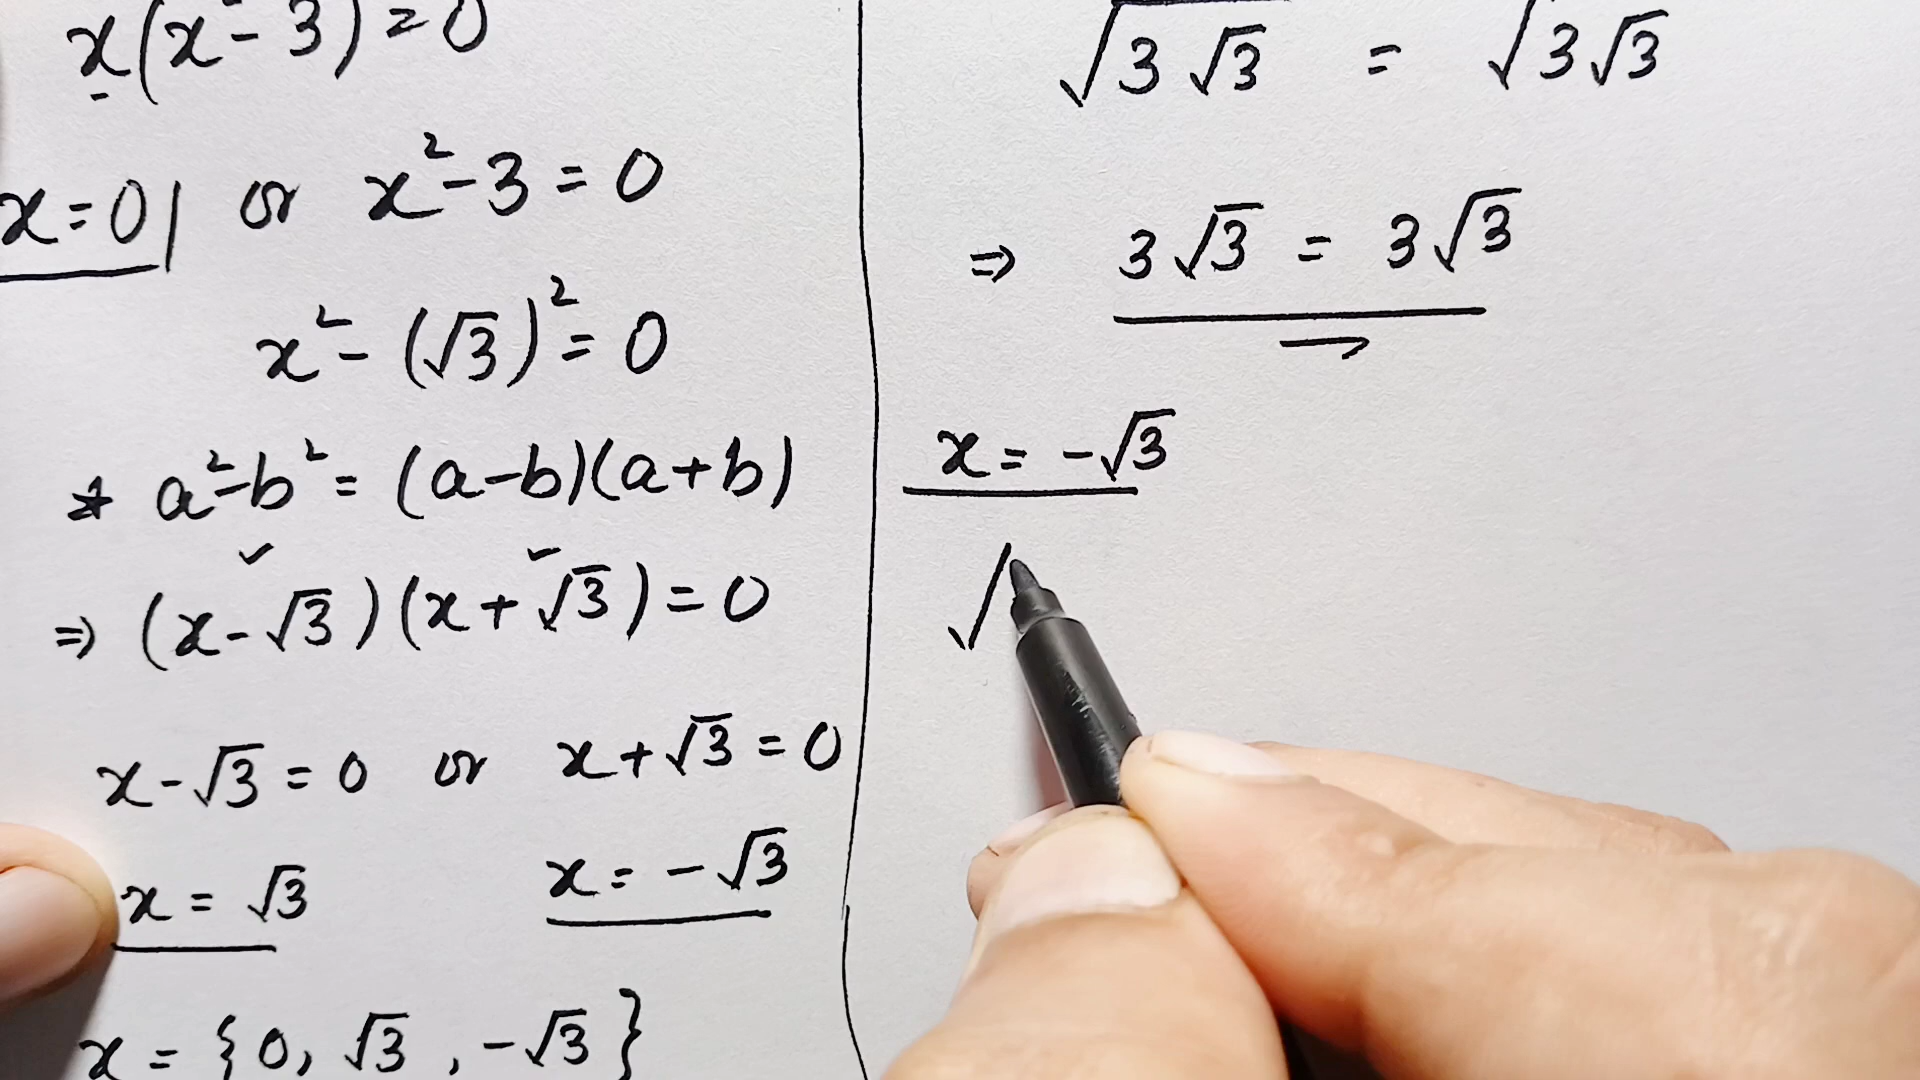 x(x²-3)=0
x=0 or x²-3=0
x²-(√3)²=0
* a²-b²=(a-b)(a+b)
⇒ (x-√3)(x+√3)=0
x-√3=0 or x+√3=0
x=√3 x=-√3
x={0, √3, -√3}
√3√3 = √3√3
⇒ 3√3 = 3√3
x=-√3
√